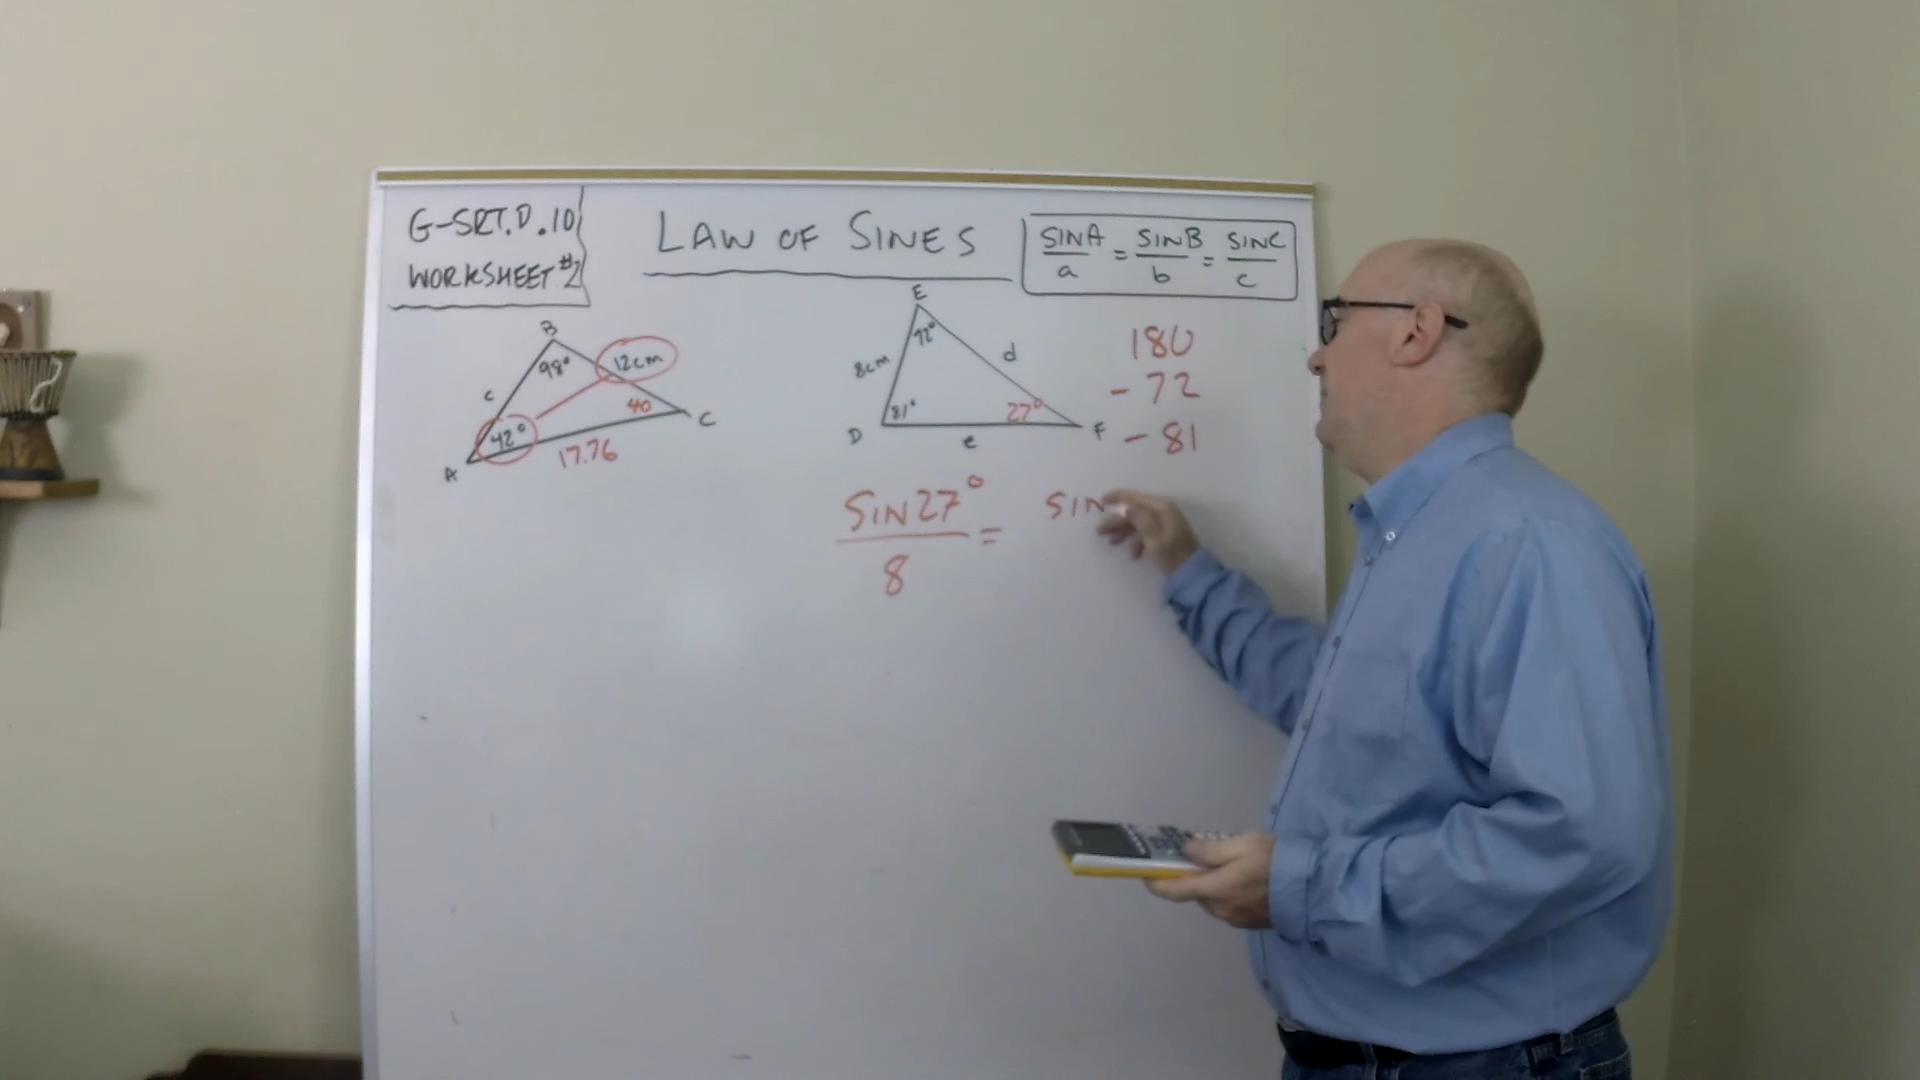 G-SRT.D.10
WORKSHEET #2
LAW OF SINES
SINA/a = SINB/b = SINC/c
B
98°
12cm
c
40
C
42°
17.76
A
E
72°
d
8cm
81°
27°
D
e
F
180
- 72
- 81
SIN27°/8 = SIN